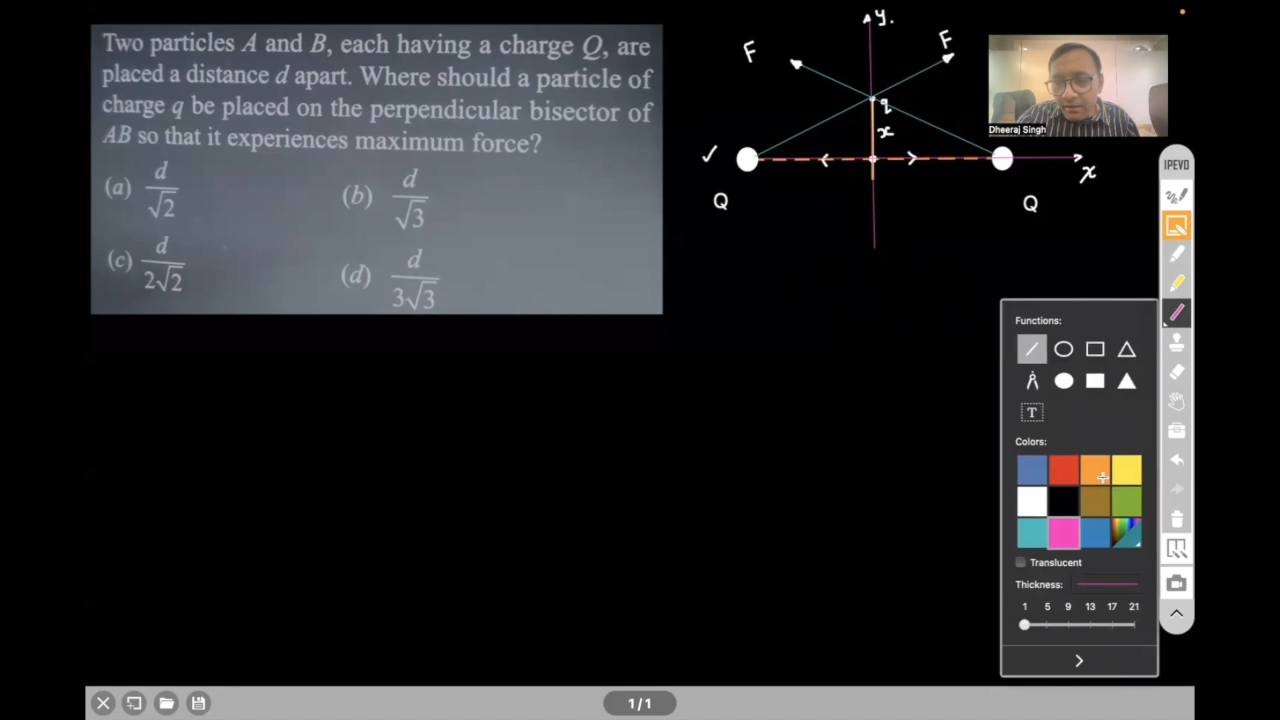 Two particles A and B, each having a charge Q, are
placed a distance d apart. Where should a particle of
charge q be placed on the perpendicular bisector of
AB so that it experiences maximum force?
(a) d/√2 (b) d/√3
(c) d/2√2 (d) d/3√3
y.
F F
q
x
x
Q Q
Dheeraj Singh
IPEVO
Functions:
T
Colors:
Translucent
Thickness:
1 5 9 13 17 21
1/1